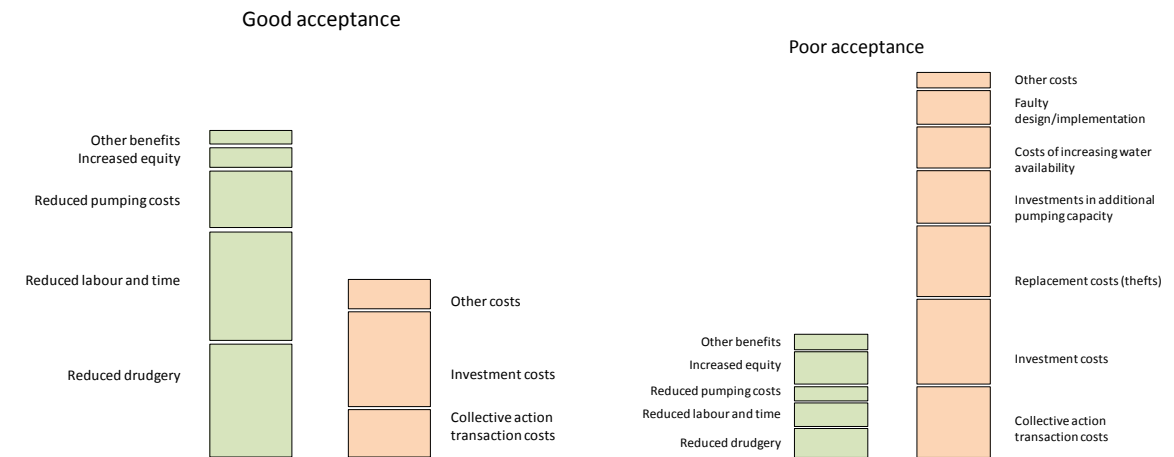 Good acceptance
Other benefits
Increased equity
Reduced pumping costs
Reduced labour and time
Reduced drudgery
Other costs
Investment costs
Collective action
transaction costs
Poor acceptance
Other benefits
Increased equity
Reduced pumping costs
Reduced labour and time
Reduced drudgery
Other costs
Faulty
design/implementation
Costs of increasing water
availability
Investments in additional
pumping capacity
Replacement costs (thefts)
Investment costs
Collective action
transaction costs